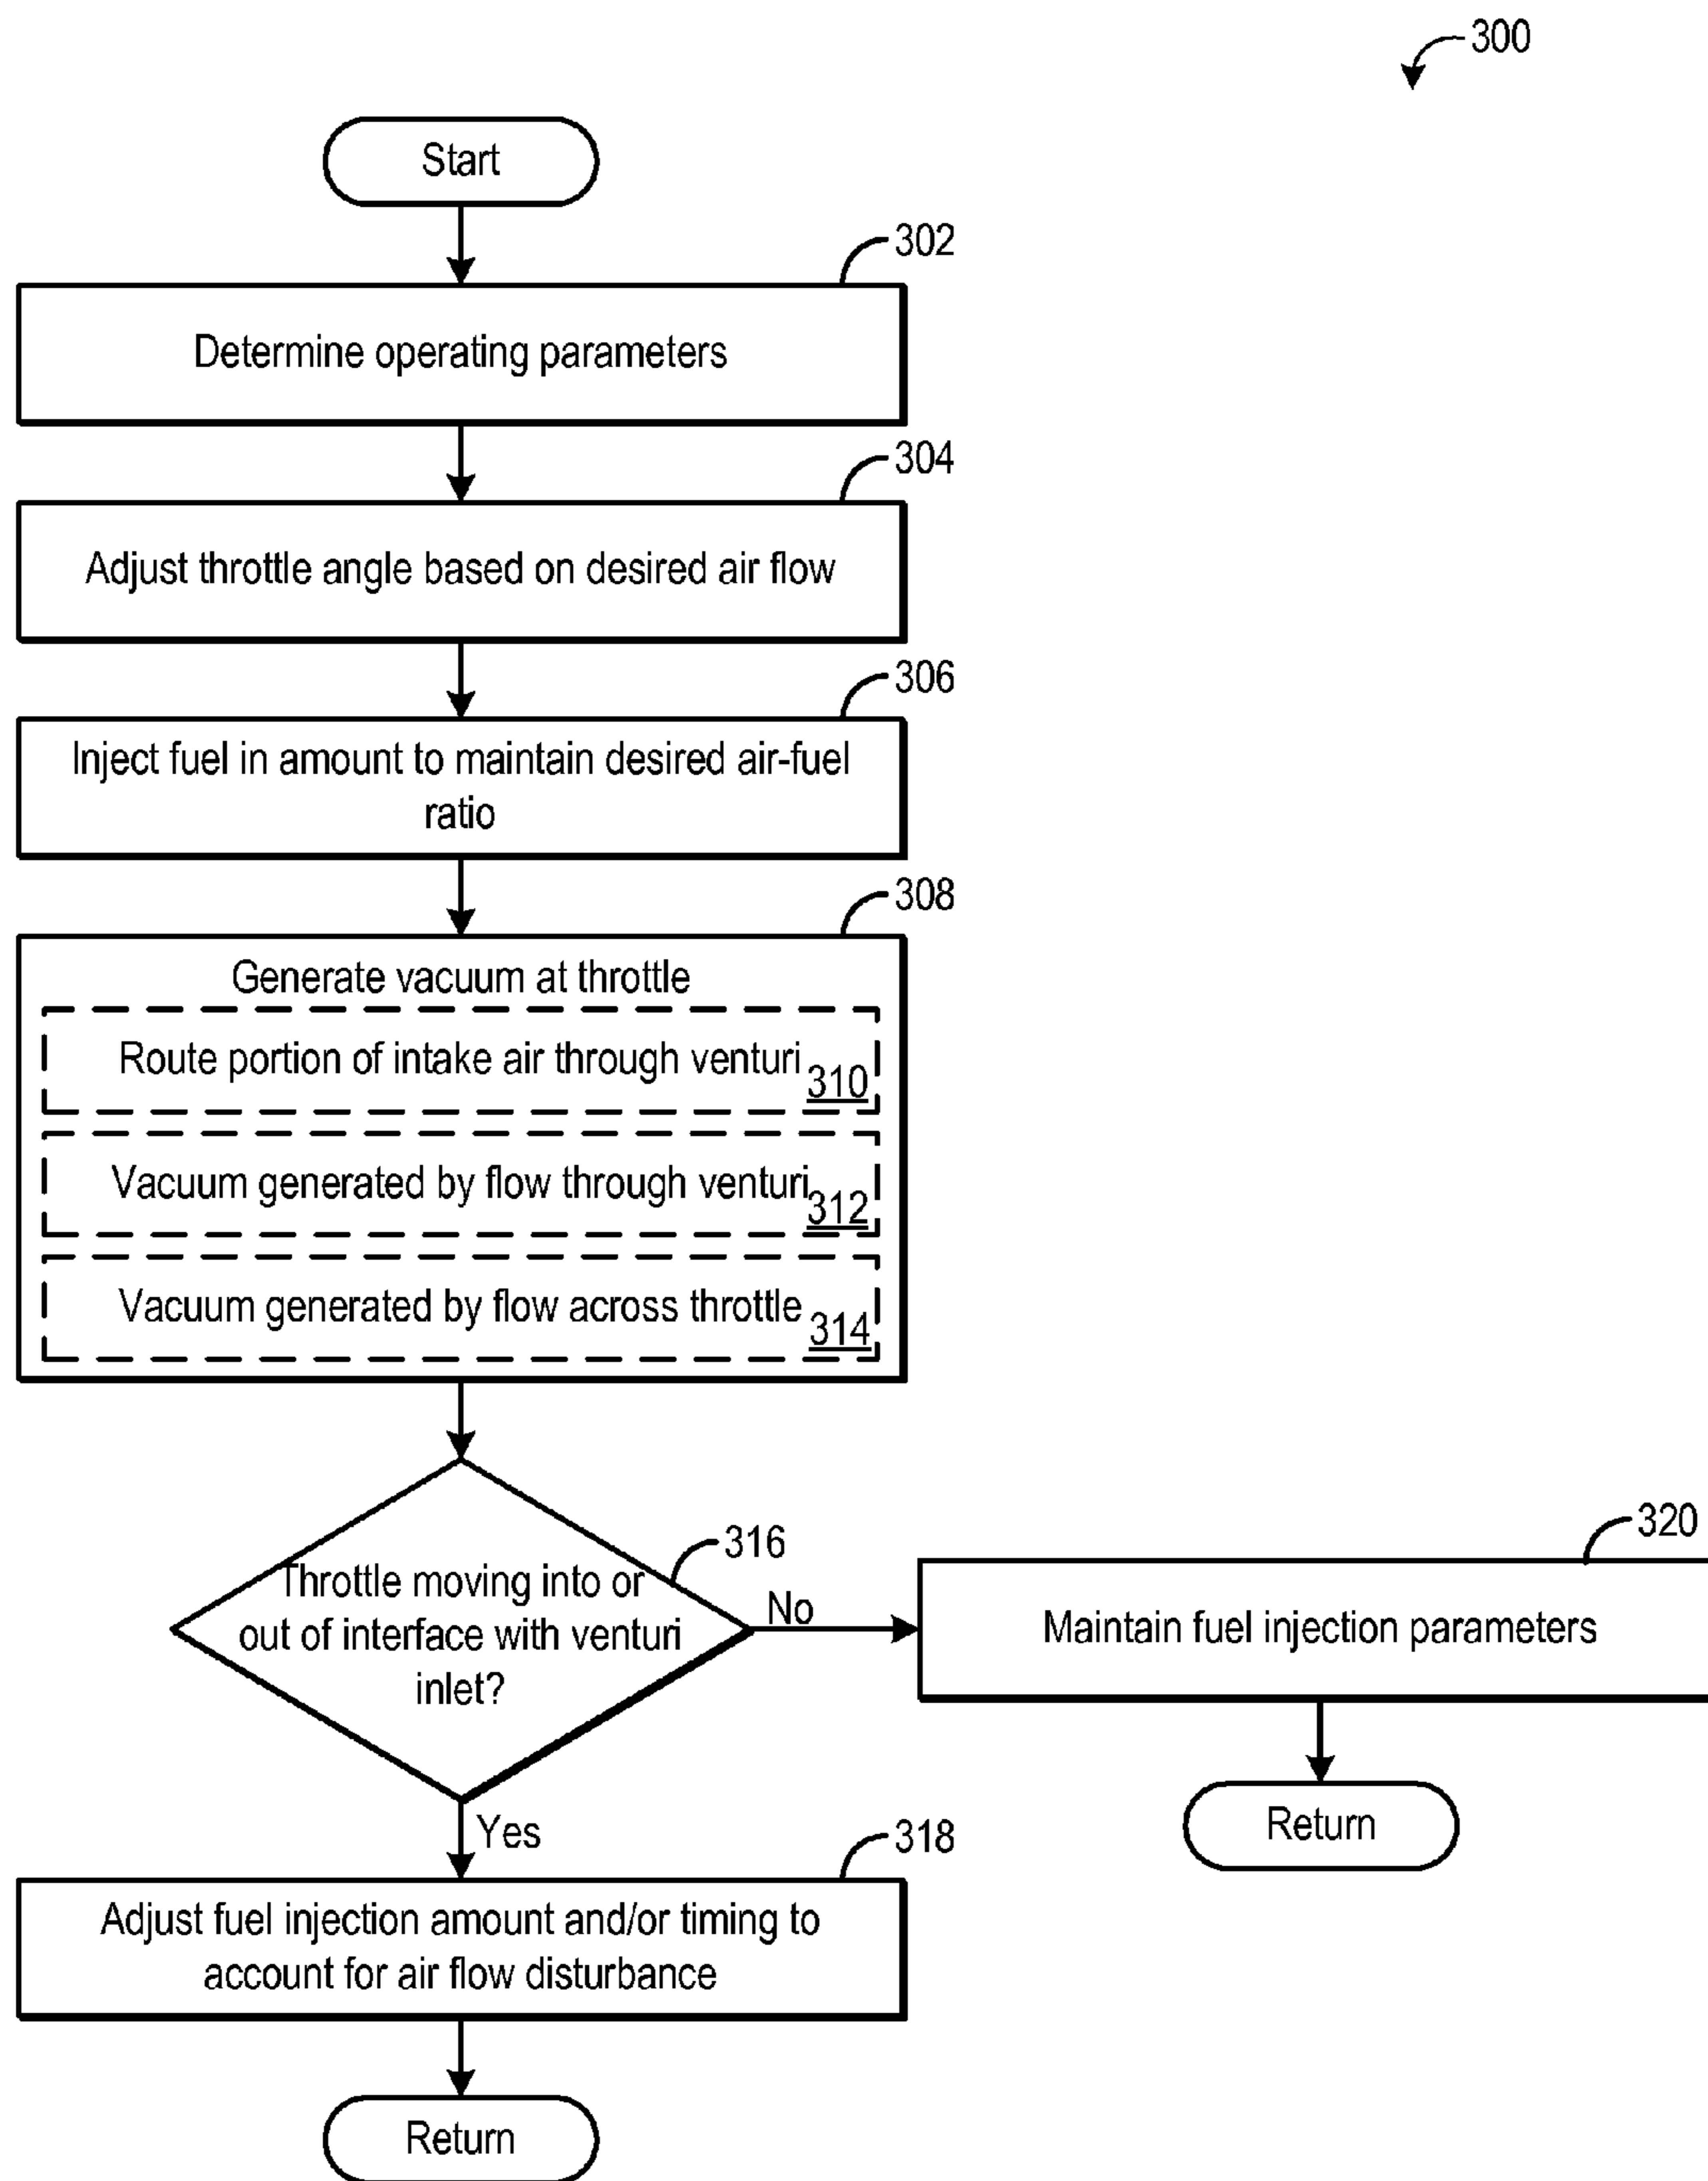 300
Start
302
Determine operating parameters
304
Adjust throttle angle based on desired air flow
306
Inject fuel in amount to maintain desired air-fuel
ratio
308
Generate vacuum at throttle
Route portion of intake air through venturi
310
Vacuum generated by flow through venturi
312
Vacuum generated by flow across throttle
314
316
Throttle moving into or
out of interface with venturi
inlet?
No
320
Maintain fuel injection parameters
Return
Yes
318
Adjust fuel injection amount and/or timing to
account for air flow disturbance
Return